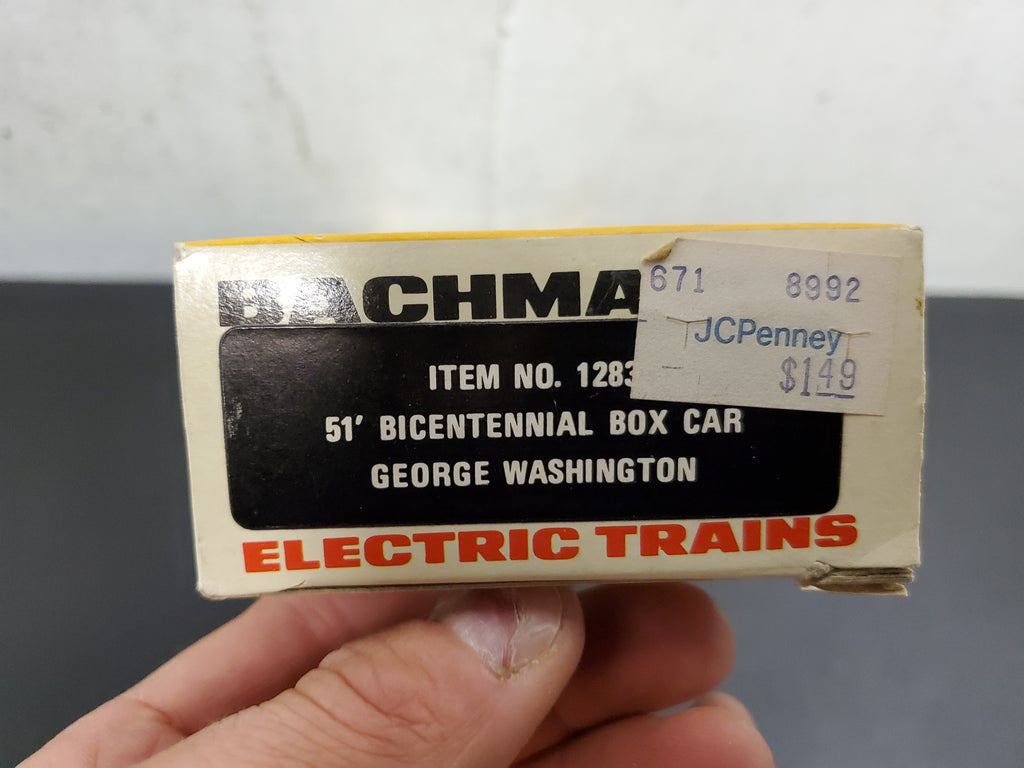 BACHMA
671 8992
JCPenney
$1.49
ITEM NO. 1283
51' BICENTENNIAL BOX CAR
GEORGE WASHINGTON
ELECTRIC TRAINS